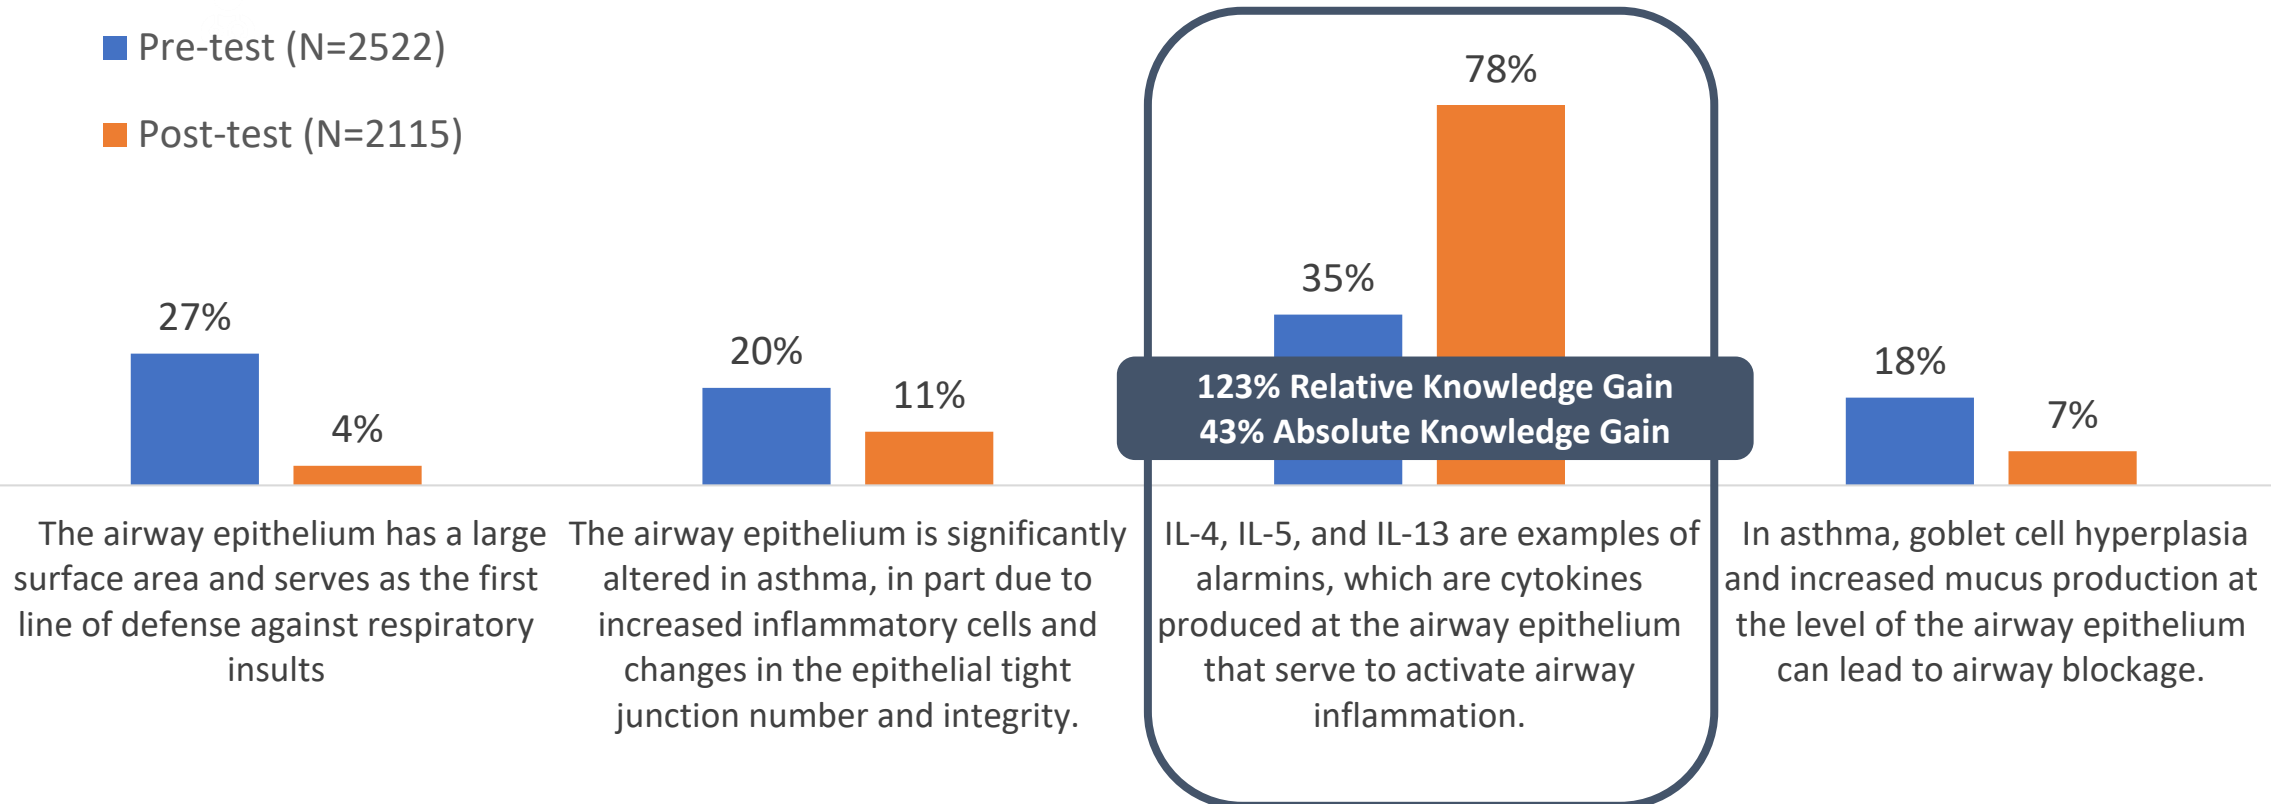 Pre-test (N=2522)
Post-test (N=2115)
27%
4%
20%
11%
35%
78%
18%
7%
123% Relative Knowledge Gain
43% Absolute Knowledge Gain
The airway epithelium has a large
surface area and serves as the first
line of defense against respiratory
insults
The airway epithelium is significantly
altered in asthma, in part due to
increased inflammatory cells and
changes in the epithelial tight
junction number and integrity.
IL-4, IL-5, and IL-13 are examples of
alarmins, which are cytokines
produced at the airway epithelium
that serve to activate airway
inflammation.
In asthma, goblet cell hyperplasia
and increased mucus production at
the level of the airway epithelium
can lead to airway blockage.